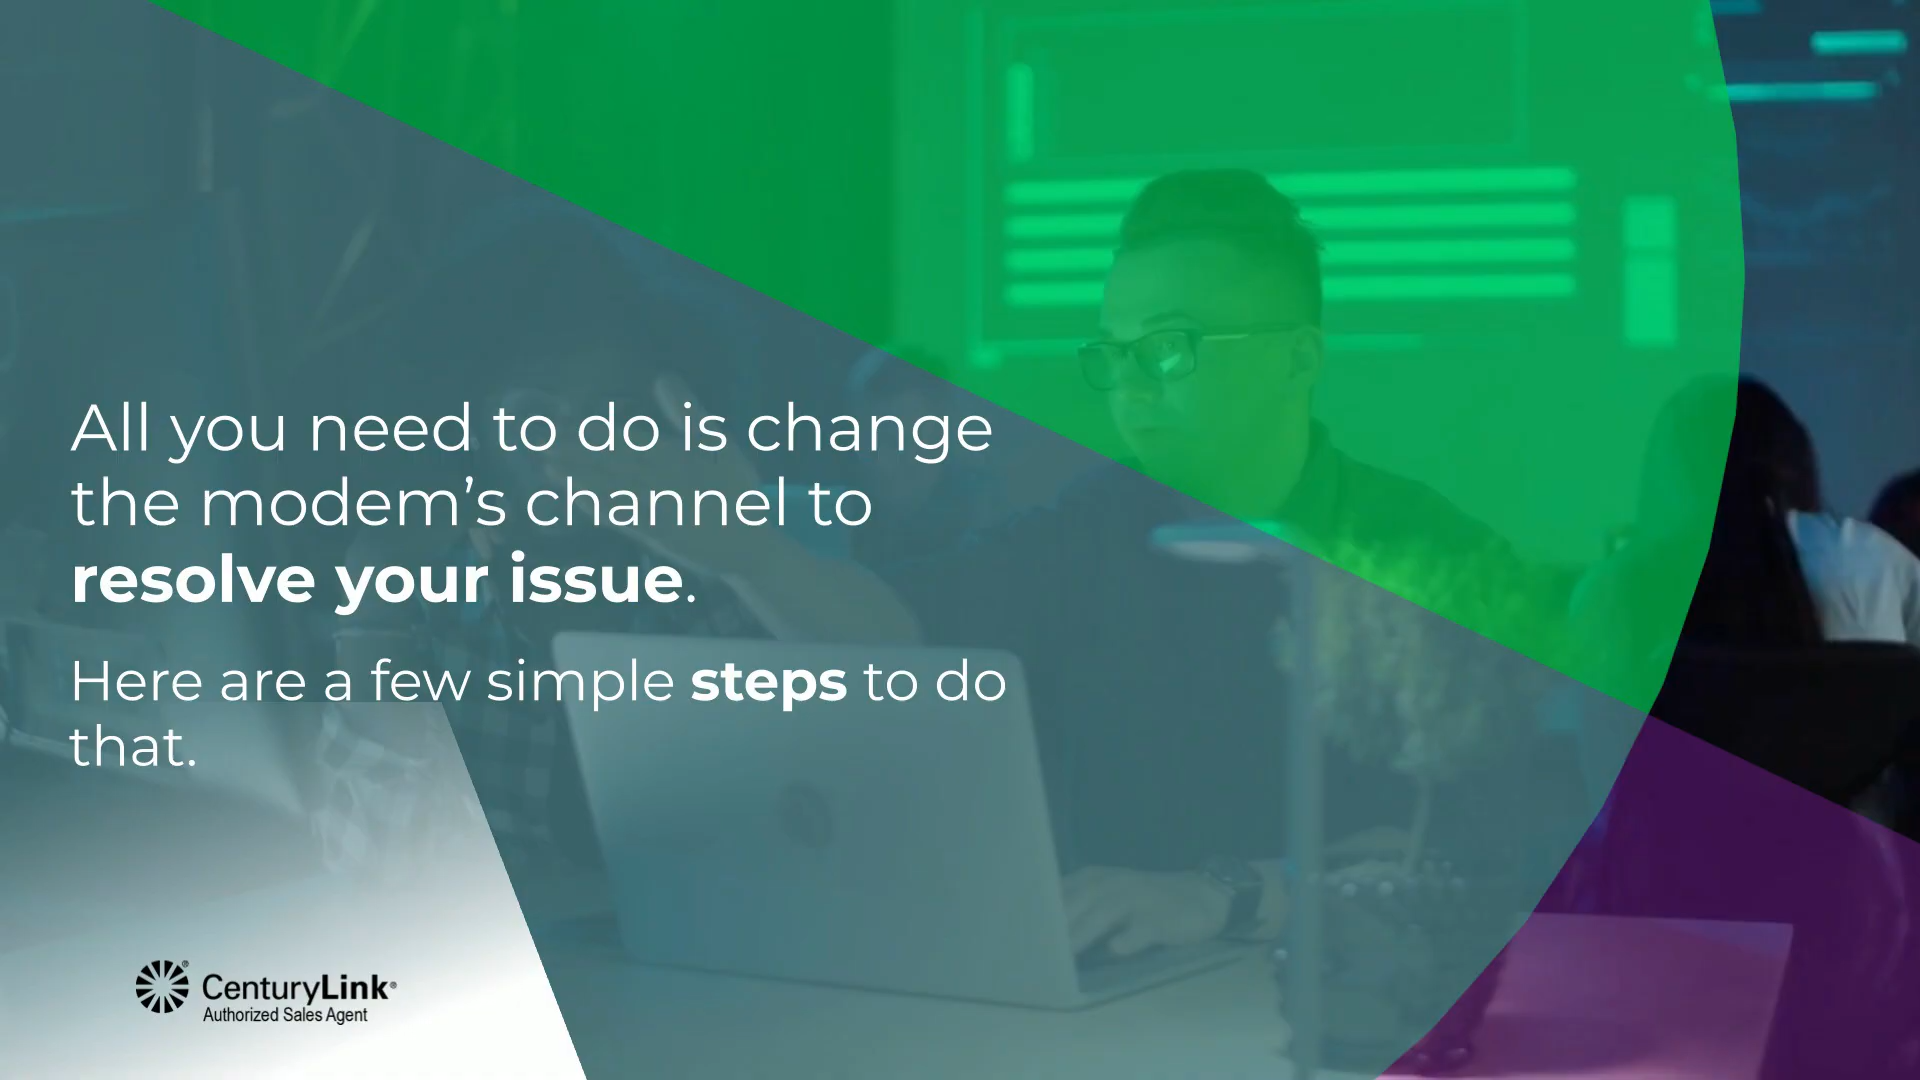 All you need to do is change
the modem’s channel to
resolve your issue.
Here are a few simple steps to do
that.
CenturyLink®
Authorized Sales Agent